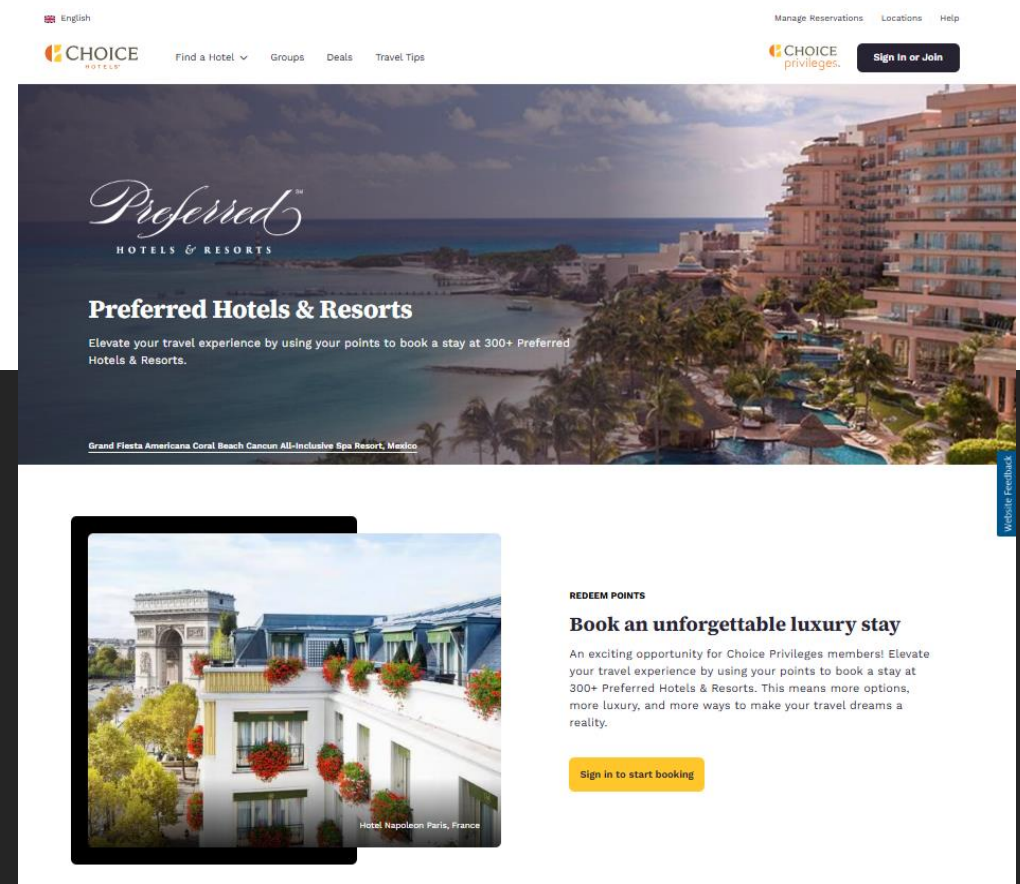 English
Manage Reservations Locations Help
CHOICE
HOTELS®
Find a Hotel Groups Deals Travel Tips
CHOICE
privileges.
Sign In or Join
Preferred℠
HOTELS & RESORTS
Preferred Hotels & Resorts
Elevate your travel experience by using your points to book a stay at 300+ Preferred
Hotels & Resorts.
Grand Fiesta Americana Coral Beach Cancun All-Inclusive Spa Resort, Mexico
Website Feedback
REDEEM POINTS
Book an unforgettable luxury stay
An exciting opportunity for Choice Privileges members! Elevate
your travel experience by using your points to book a stay at
300+ Preferred Hotels & Resorts. This means more options,
more luxury, and more ways to make your travel dreams a
reality.
Sign in to start booking
Hotel Napoleon Paris, France